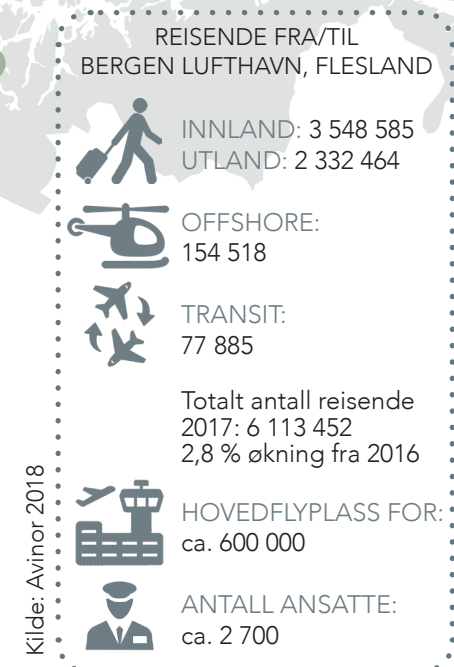 REISENDE FRA/TIL
BERGEN LUFTHAVN, FLESLAND
INNLAND: 3 548 585
UTLAND: 2 332 464
OFFSHORE:
154 518
TRANSIT:
77 885
Totalt antall reisende
2017: 6 113 452
2,8 % økning fra 2016
HOVEDFLYPLASS FOR:
ca. 600 000
ANTALL ANSATTE:
ca. 2 700
Kilde: Avinor 2018